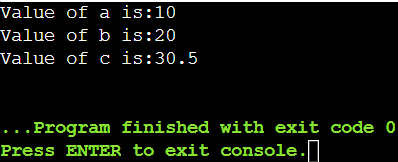 Value of a is:10
Value of b is:20
Value of c is:30.5
...Program finished with exit code 0
Press ENTER to exit console.